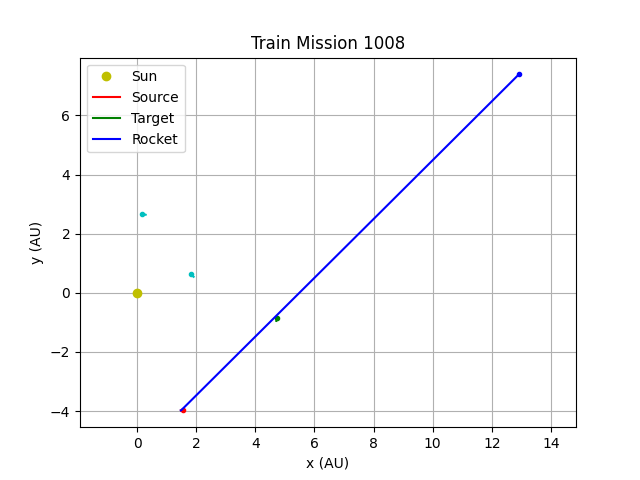 Train Mission 1008
Sun
Source
Target
Rocket
y (AU)
6
4
2
0
−2
−4
0 2 4 6 8 10 12 14
x (AU)